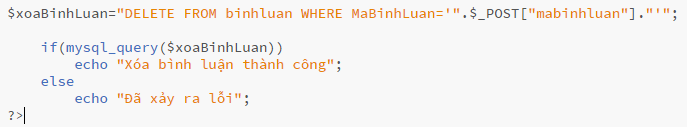 $xoaBinhLuan="DELETE FROM binhluan WHERE MaBinhLuan='".$_POST["mabinhluan"]."'";
if(mysql_query($xoaBinhLuan))
echo "Xóa bình luận thành công";
else
echo "Đã xảy ra lỗi";
?>